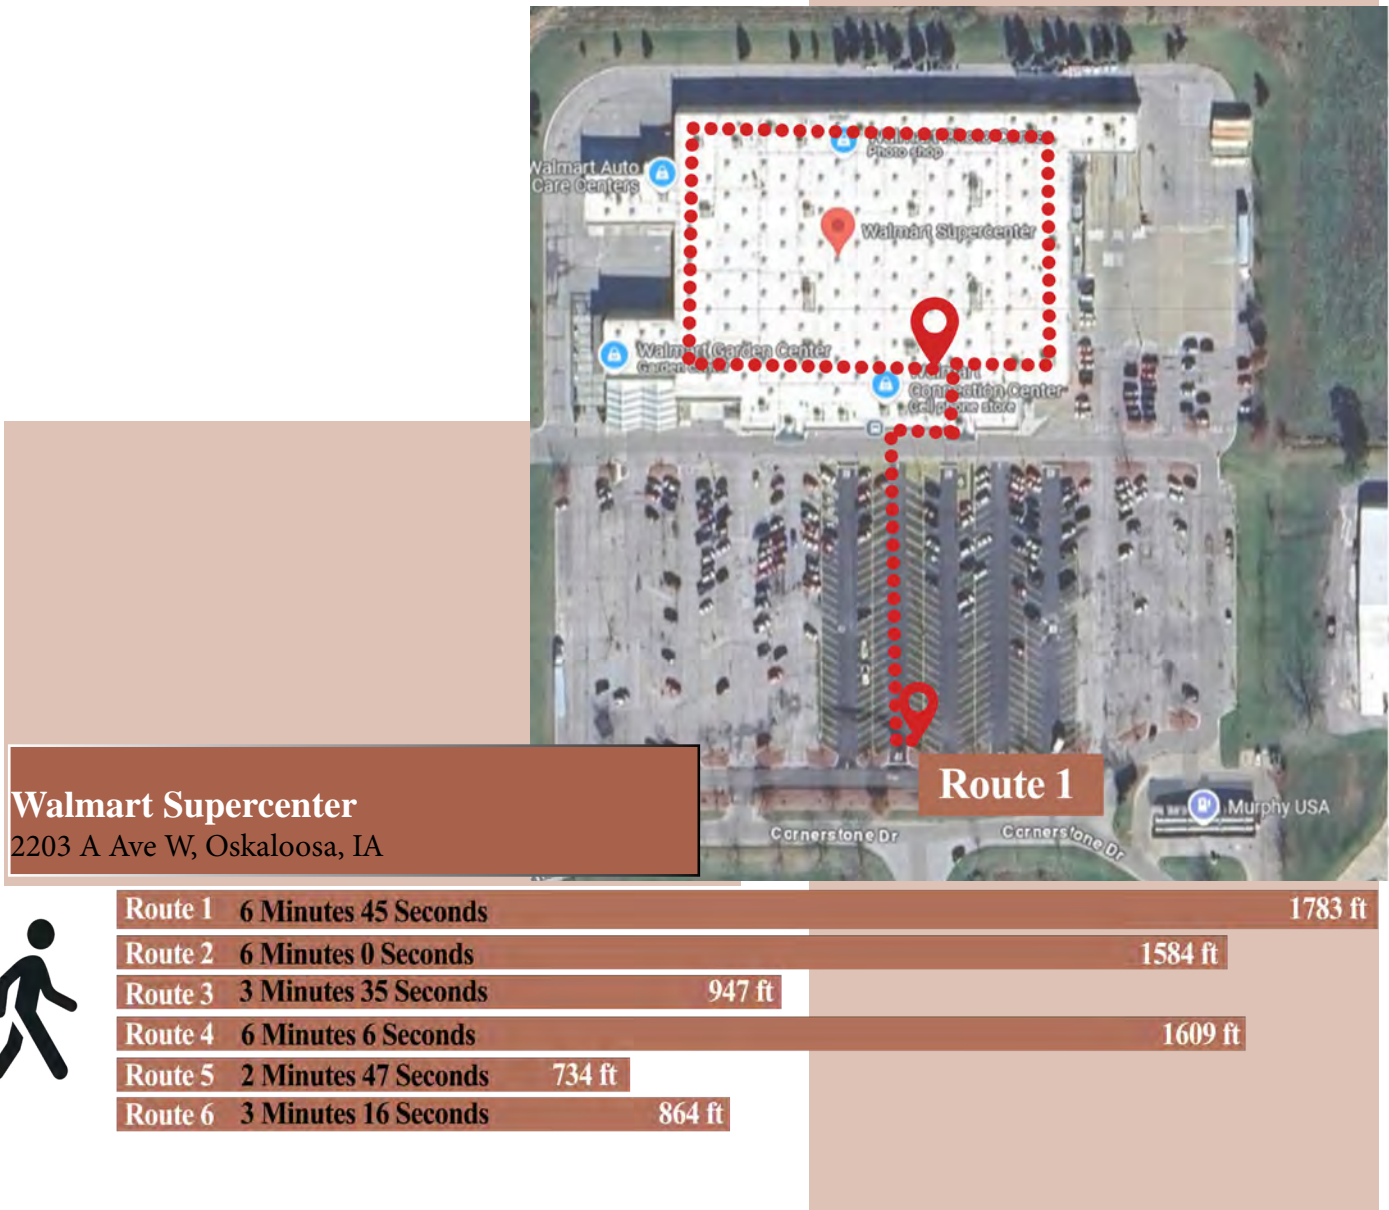 Walmart Auto
Care Centers
Photo shop
Walmart Supercenter
Walmart Garden Center
Walmart
Connection Center
Cell phone store
Route 1
Murphy USA
Cornerstone Dr
Cornerstone Dr
Walmart Supercenter
2203 A Ave W, Oskaloosa, IA
Route 1 6 Minutes 45 Seconds 1783 ft
Route 2 6 Minutes 0 Seconds 1584 ft
Route 3 3 Minutes 35 Seconds 947 ft
Route 4 6 Minutes 6 Seconds 1609 ft
Route 5 2 Minutes 47 Seconds 734 ft
Route 6 3 Minutes 16 Seconds 864 ft